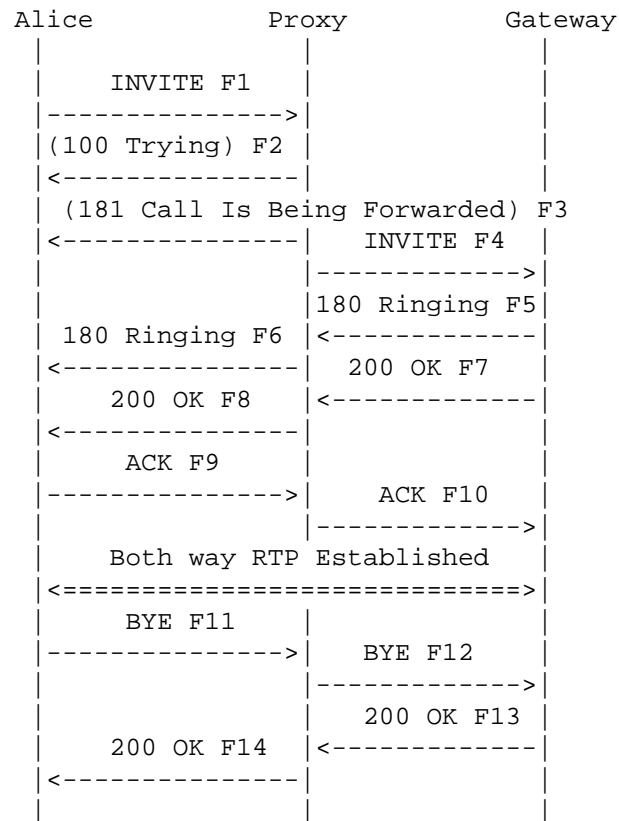 Alice Proxy Gateway
INVITE F1
(100 Trying) F2
(181 Call Is Being Forwarded) F3
INVITE F4
180 Ringing F5
180 Ringing F6
200 OK F7
200 OK F8
ACK F9
ACK F10
Both way RTP Established
BYE F11
BYE F12
200 OK F13
200 OK F14